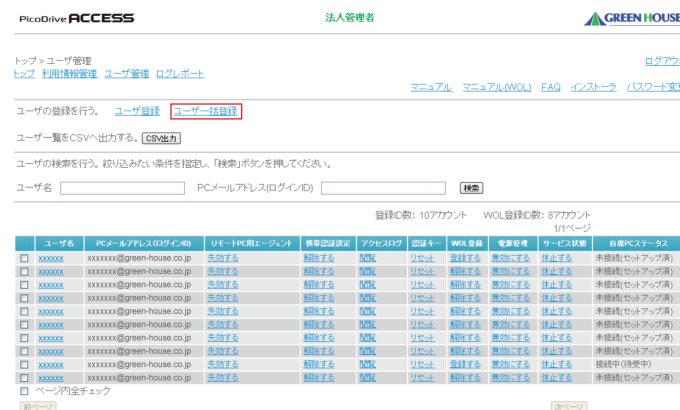 PicoDrive ACCESS 法人管理者 GREEN HOUSE
トップ > ユーザ管理 ログアウ
トップ 利用情報管理 ユーザ管理 ログレポート
マニュアル マニュアル(WOL) FAQ インストーラ パスワード変
ユーザの登録を行う。 ユーザ登録 ユーザ一括登録
ユーザ一覧をCSVへ出力する。 CSV出力
ユーザの検索を行う。絞り込みたい条件を指定し、「検索」ボタンを押してください。
ユーザ名 PCメールアドレス(ログインID) 検索
登録ID数: 10アカウント WOL登録ID数: 8アカウント
1/1ページ
ユーザ名 PCメールアドレス(ログインID) リモートPC用エージェント 携帯認証設定 アクセスログ 認証キー WOL登録 電源管理 サービス状態 自席PCステータス
xxxxxx xxxxxxx@green-house.co.jp 失効する 解除する 閲覧 リセット 登録する 無効にする 休止する 未接続(セットアップ済)
xxxxxx xxxxxxx@green-house.co.jp 失効する 解除する 閲覧 リセット 解除する 無効にする 休止する 未接続(セットアップ済)
xxxxxx xxxxxxx@green-house.co.jp 失効する 解除する 閲覧 リセット 解除する 無効にする 休止する 未接続(セットアップ済)
xxxxxx xxxxxxx@green-house.co.jp 失効する 解除する 閲覧 リセット 解除する 無効にする 休止する 未接続(セットアップ済)
xxxxxx xxxxxxx@green-house.co.jp 失効する 解除する 閲覧 リセット 解除する 無効にする 休止する 未接続(セットアップ済)
xxxxxx xxxxxxx@green-house.co.jp 失効する 解除する 閲覧 リセット 解除する 無効にする 休止する 未接続(セットアップ済)
xxxxxx xxxxxxx@green-house.co.jp 失効する 解除する 閲覧 リセット 解除する 無効にする 休止する 未接続(セットアップ済)
xxxxxx xxxxxxx@green-house.co.jp 失効する 解除する 閲覧 リセット 解除する 無効にする 休止する 未接続(セットアップ済)
xxxxxx xxxxxxx@green-house.co.jp 失効する 解除する 閲覧 リセット 登録する 無効にする 休止する 接続中(待受中)
xxxxxx xxxxxxx@green-house.co.jp 失効する 解除する 閲覧 リセット 解除する 無効にする 休止する 未接続(セットアップ済)
ページ内全チェック
前ページ 次ページ